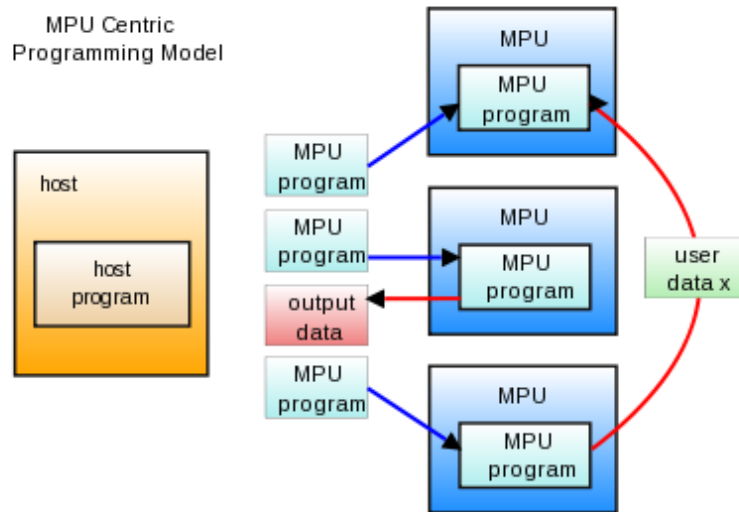 MPU Centric
Programming Model
host
host
program
MPU
program
MPU
program
output
data
MPU
program
MPU
MPU
program
MPU
MPU
program
MPU
MPU
program
user
data x